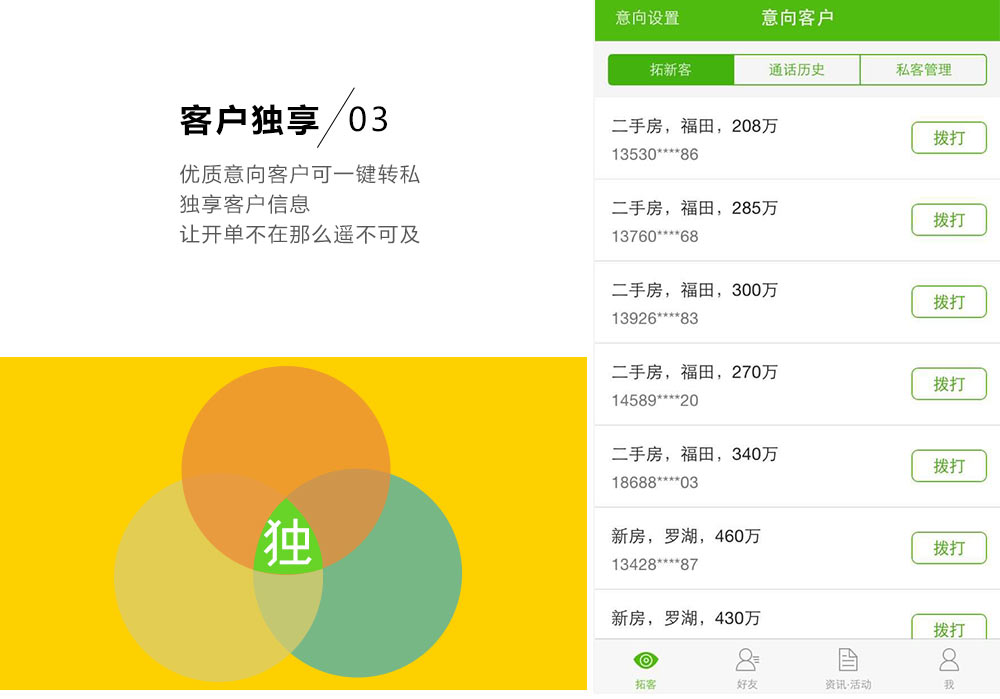 客户独享/03
优质意向客户可一键转私
独享客户信息
让开单不在那么遥不可及
独
意向设置
意向客户
拓新客
通话历史
私客管理
二手房，福田，208万
13530****86
拨打
二手房，福田，285万
13760****68
拨打
二手房，福田，300万
13926****83
拨打
二手房，福田，270万
14589****20
拨打
二手房，福田，340万
18688****03
拨打
新房，罗湖，460万
13428****87
拨打
新房，罗湖，430万
拨打
拓客
好友
资讯·活动
我